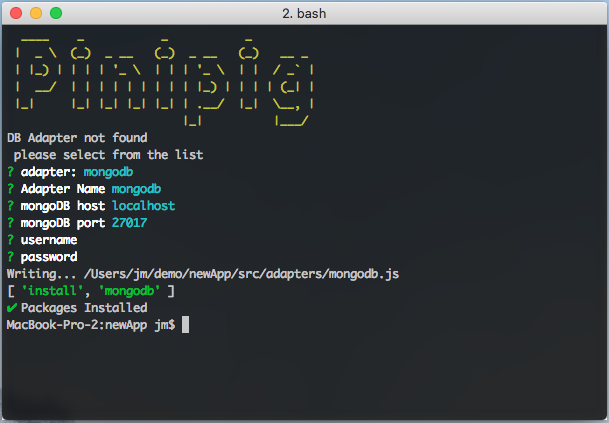 2. bash
Pinipig
DB Adapter not found
please select from the list
? adapter: mongodb
? Adapter Name mongodb
? mongoDB host localhost
? mongoDB port 27017
? username
? password
Writing... /Users/jm/demo/newApp/src/adapters/mongodb.js
[ 'install', 'mongodb' ]
✔ Packages Installed
MacBook-Pro-2:newApp jm$